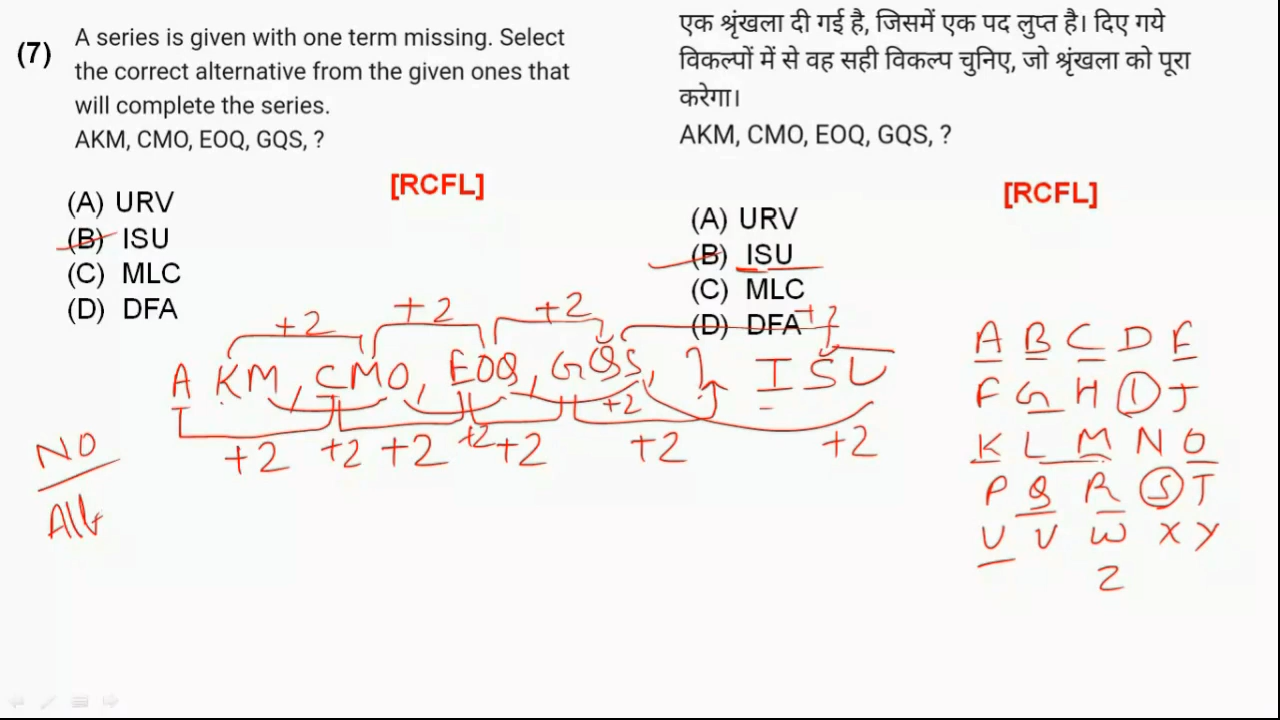 (7) A series is given with one term missing. Select
the correct alternative from the given ones that
will complete the series.
AKM, CMO, EOQ, GQS, ?
[RCFL]
(A) URV
(B) ISU
(C) MLC
(D) DFA
एक श्रृंखला दी गई है, जिसमें एक पद लुप्त है। दिए गये
विकल्पों में से वह सही विकल्प चुनिए, जो श्रृंखला को पूरा
करेगा।
AKM, CMO, EOQ, GQS, ?
[RCFL]
(A) URV
(B) ISU
(C) MLC
(D) DFA
+2 +2 +2 +2
A KM, CMO, EOQ, GQS, ? ISU
+2
+2 +2 +2 +2 +2 +2 +2
NO
A B C D E
F G H I J
K L M N O
P Q R S T
U V W X Y
Z